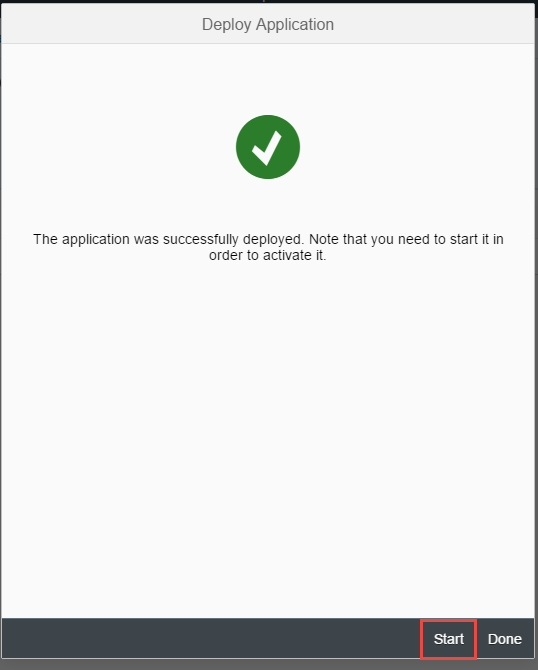 Deploy Application
The application was successfully deployed. Note that you need to start it in
order to activate it.
Start
Done